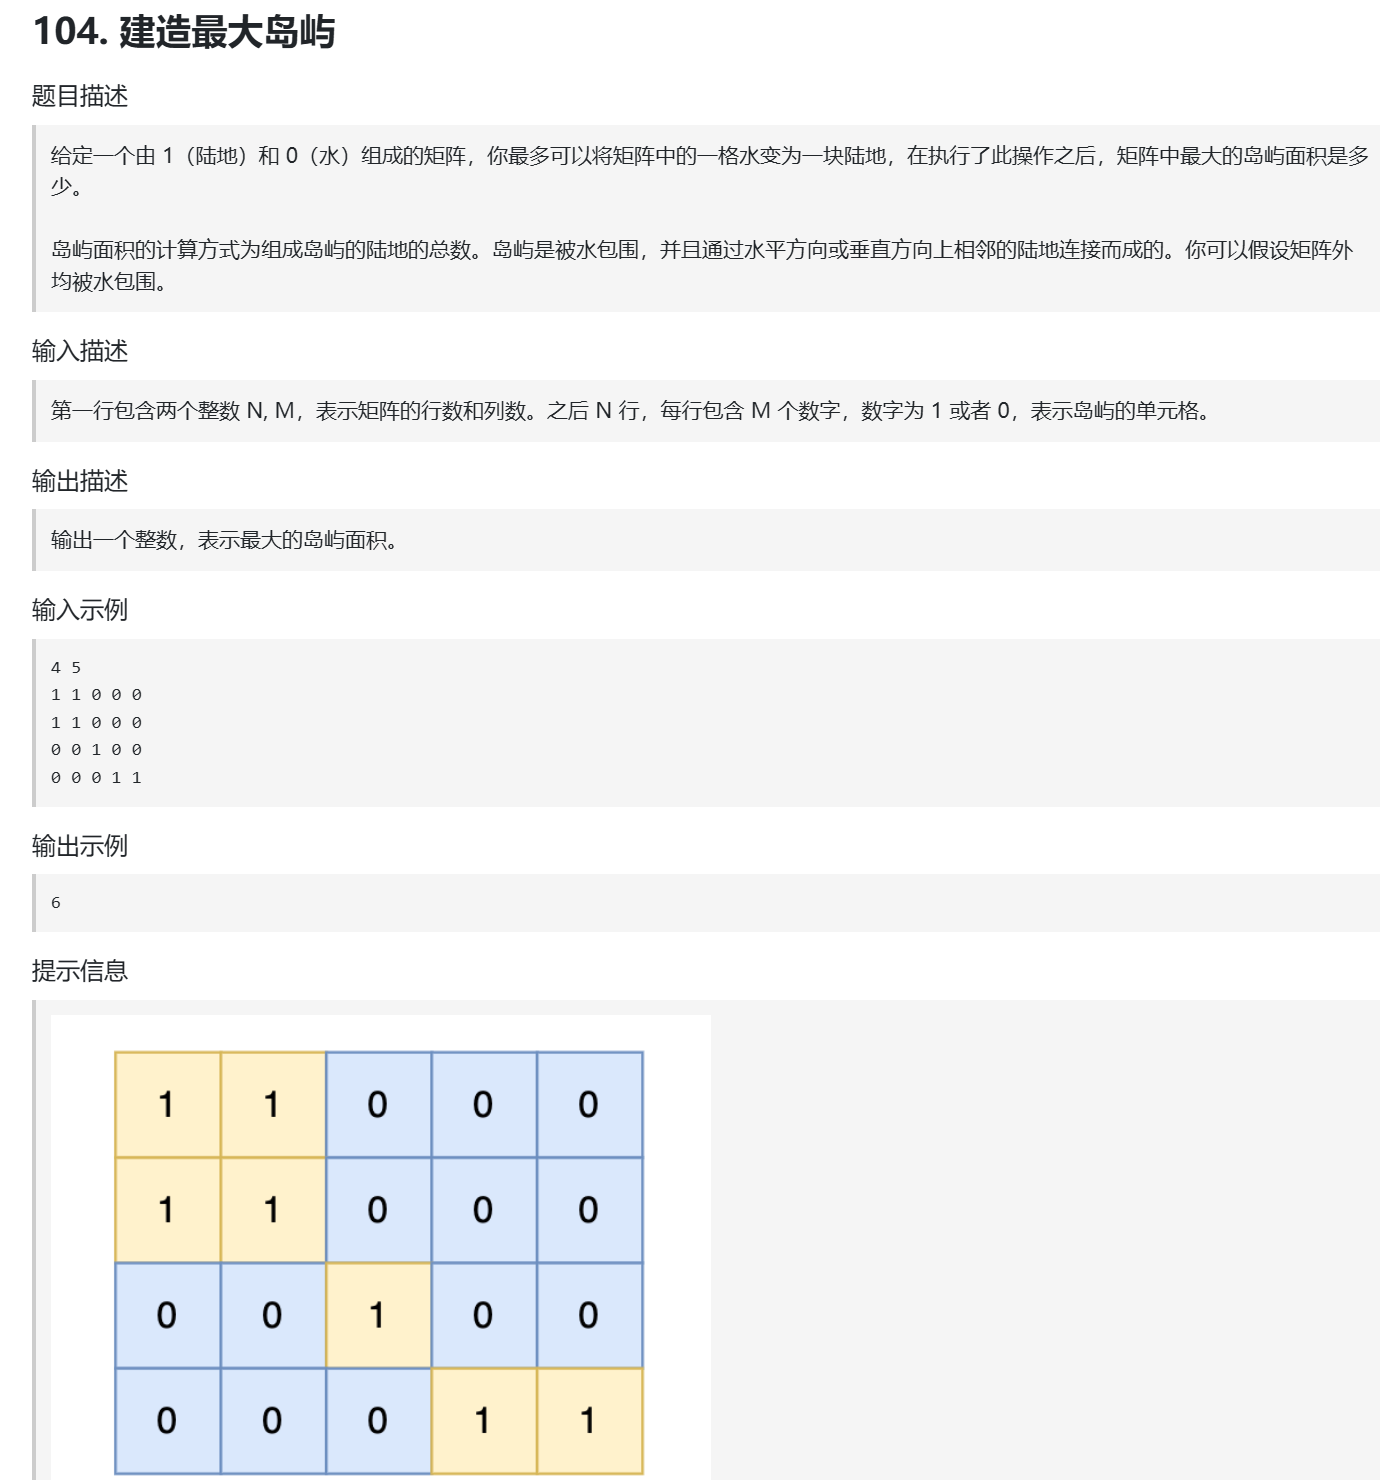 104. 建造最大岛屿
题目描述
给定一个由 1（陆地）和 0（水）组成的矩阵，你最多可以将矩阵中的一格水变为一块陆地，在执行了此操作之后，矩阵中最大的岛屿面积是多
少。
岛屿面积的计算方式为组成岛屿的陆地的总数。岛屿是被水包围，并且通过水平方向或垂直方向上相邻的陆地连接而成的。你可以假设矩阵外
均被水包围。
输入描述
第一行包含两个整数 N, M，表示矩阵的行数和列数。之后 N 行，每行包含 M 个数字，数字为 1 或者 0，表示岛屿的单元格。
输出描述
输出一个整数，表示最大的岛屿面积。
输入示例
4 5
1 1 0 0 0
1 1 0 0 0
0 0 1 0 0
0 0 0 1 1
输出示例
6
提示信息
1 1 0 0 0
1 1 0 0 0
0 0 1 0 0
0 0 0 1 1